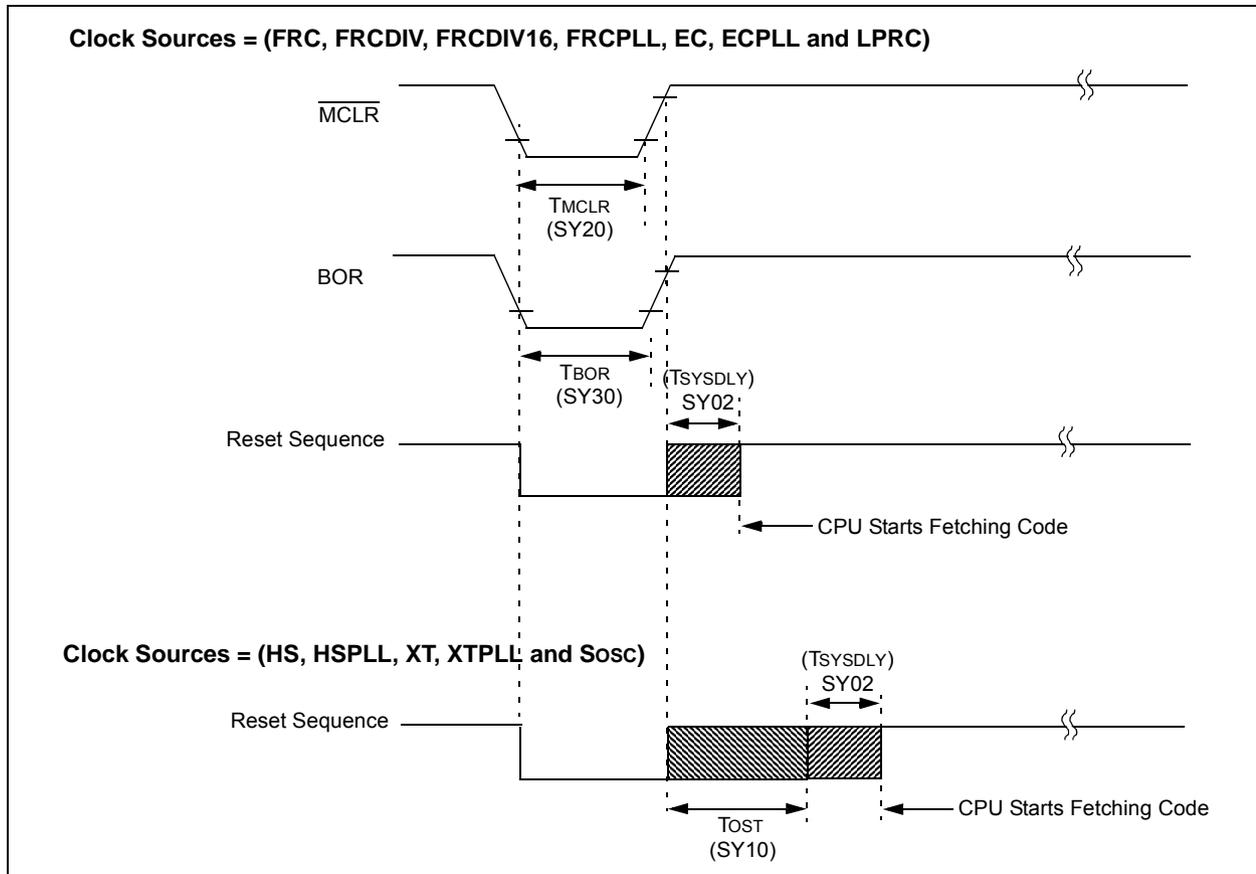 Clock Sources = (FRC, FRCDIV, FRCDIV16, FRCPLL, EC, ECPLL and LPRC)
MCLR
TMCLR
(SY20)
BOR
TBOR
(SY30)
(TSYSDLY)
SY02
Reset Sequence
CPU Starts Fetching Code
Clock Sources = (HS, HSPLL, XT, XTPLL and SOSC)
(TSYSDLY)
SY02
Reset Sequence
CPU Starts Fetching Code
TOST
(SY10)